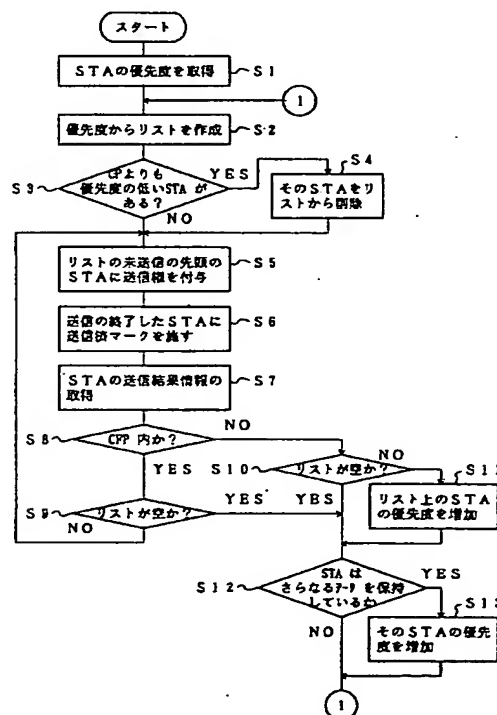 スタート
STAの優先度を取得
S1
1
優先度からリストを作成
S2
CPよりも
優先度の低いSTA が
ある?
S3
YES
NO
S4
そのSTAをリ
ストから削除
リストの未送信の先頭の
STAに送信権を付与
S5
送信の終了したSTAに
送信済マークを施す
S6
STAの送信結果情報の
取得
S7
S8
CFP 内か?
NO
YES
S10
リストが空か?
NO
YES
S11
リスト上のSTA
の優先度を増加
S9
リストが空か?
YES
NO
S12
STA は
さらなるデータ を保持
しているか
YES
NO
S13
そのSTAの優先
度を増加
1